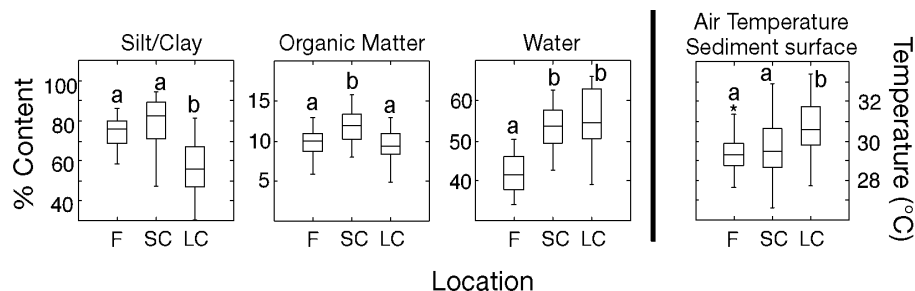 Silt/Clay
Organic Matter
Water
Air Temperature
Sediment surface
% Content
100
80
60
40
a
a
b
F SC LC
15
10
5
a
b
a
F SC LC
60
50
40
a
b
b
F SC LC
a
*
a
b
F SC LC
32
30
28
Temperature (°C)
Location